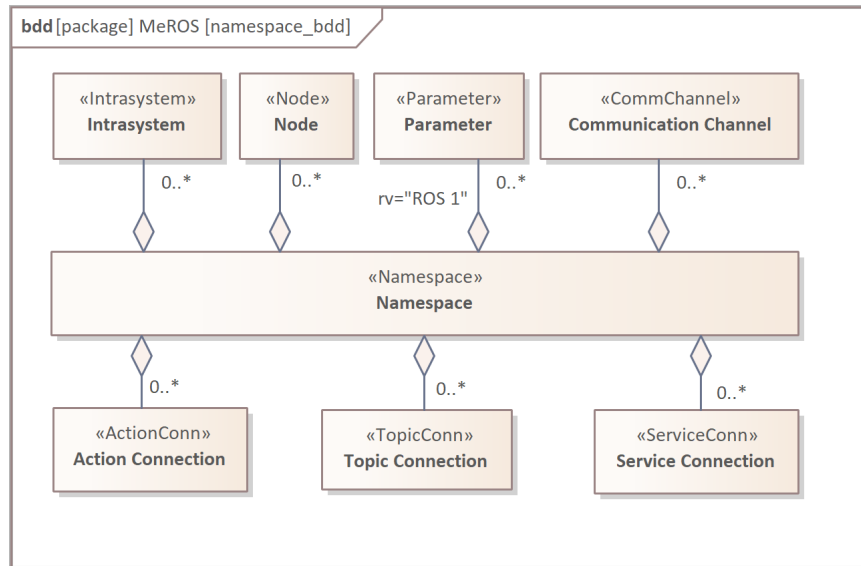 bdd [package] MeROS [namespace_bdd]
«Intrasystem»
Intrasystem
«Node»
Node
«Parameter»
Parameter
«CommChannel»
Communication Channel
0..*
0..*
rv="ROS 1"
0..*
0..*
«Namespace»
Namespace
0..*
0..*
0..*
«ActionConn»
Action Connection
«TopicConn»
Topic Connection
«ServiceConn»
Service Connection